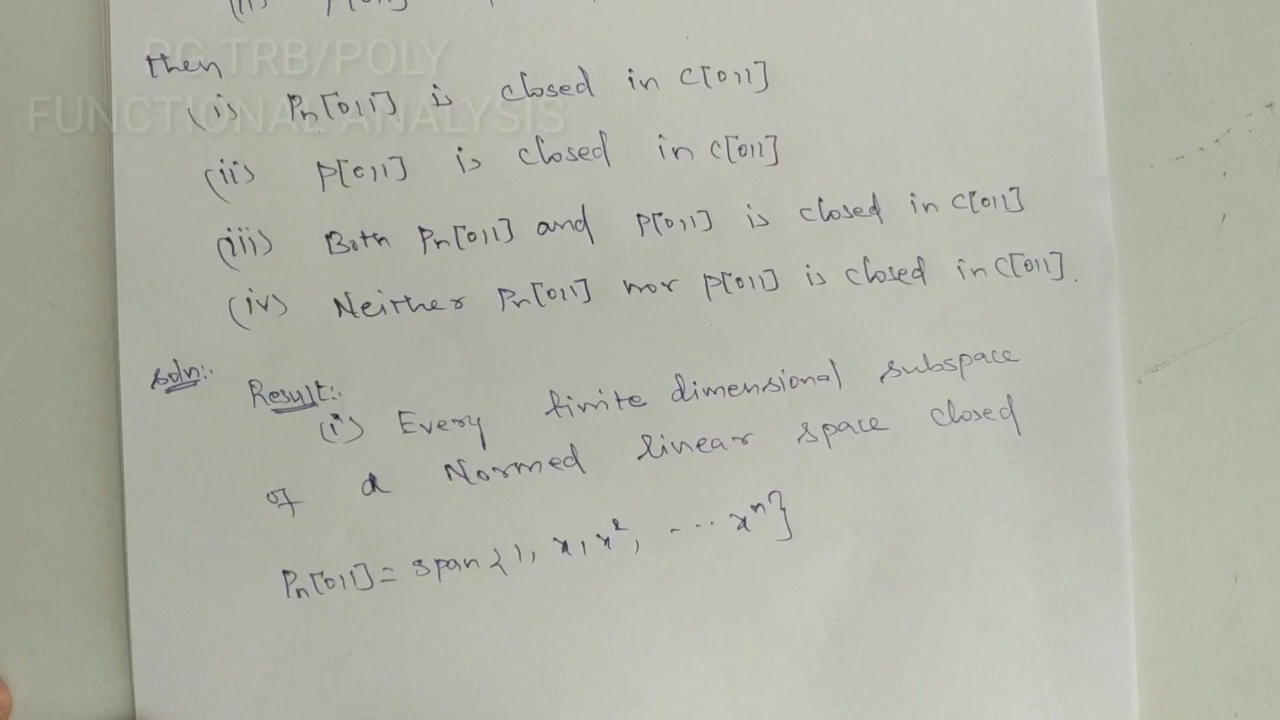 then
(i) Pn[0,1] is closed in C[0,1]
(ii) P[0,1] is closed in C[0,1]
(iii) Both Pn[0,1] and P[0,1] is closed in C[0,1]
(iv) Neither Pn[0,1] nor P[0,1] is closed in C[0,1].
Soln:
Result:
(i) Every finite dimensional subspace
of a Normed linear space closed
Pn[0,1] = span {1, x, x², ... xⁿ}
PG TRB/POLY
FUNCTIONAL ANALYSIS